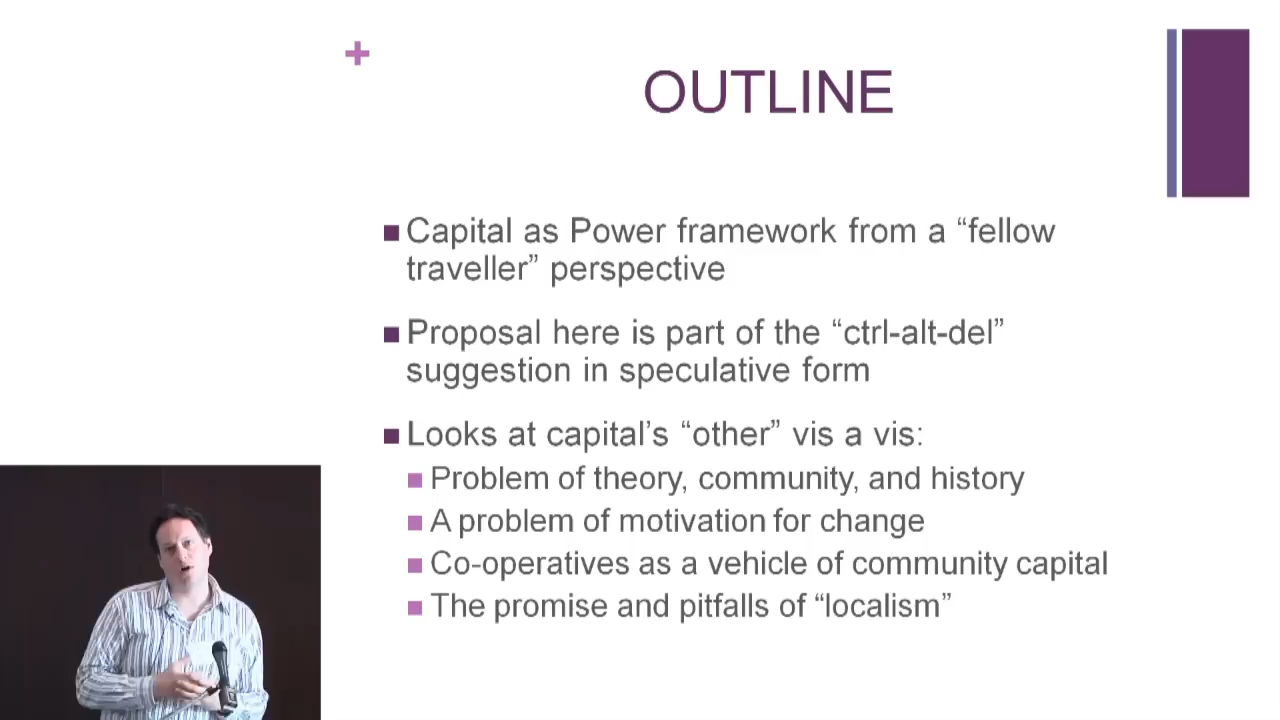 OUTLINE
Capital as Power framework from a “fellow
traveller” perspective
Proposal here is part of the “ctrl-alt-del”
suggestion in speculative form
Looks at capital’s “other” vis a vis:
Problem of theory, community, and history
A problem of motivation for change
Co-operatives as a vehicle of community capital
The promise and pitfalls of “localism”